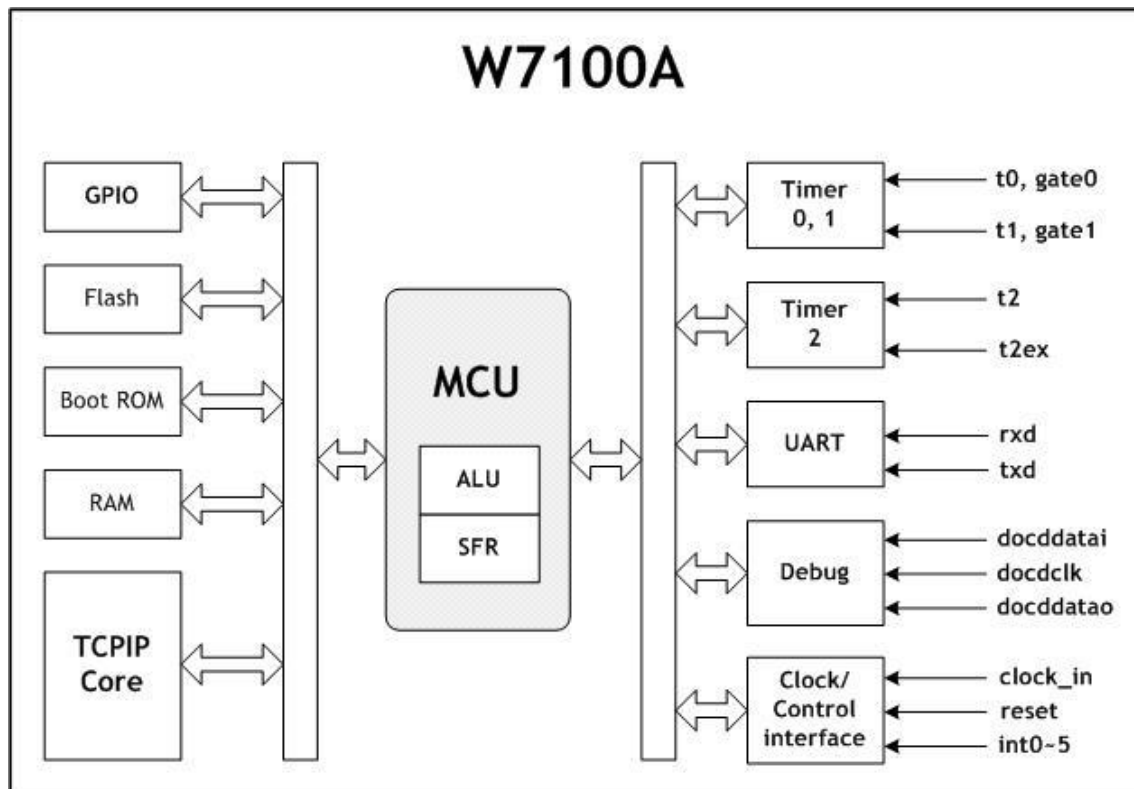 W7100A
GPIO
Flash
Boot ROM
RAM
TCPIP
Core
MCU
ALU
SFR
Timer
0, 1
t0, gate0
t1, gate1
Timer
2
t2
t2ex
UART
rxd
txd
Debug
docddatai
docdclk
docddatao
Clock/
Control
interface
clock_in
reset
int0~5